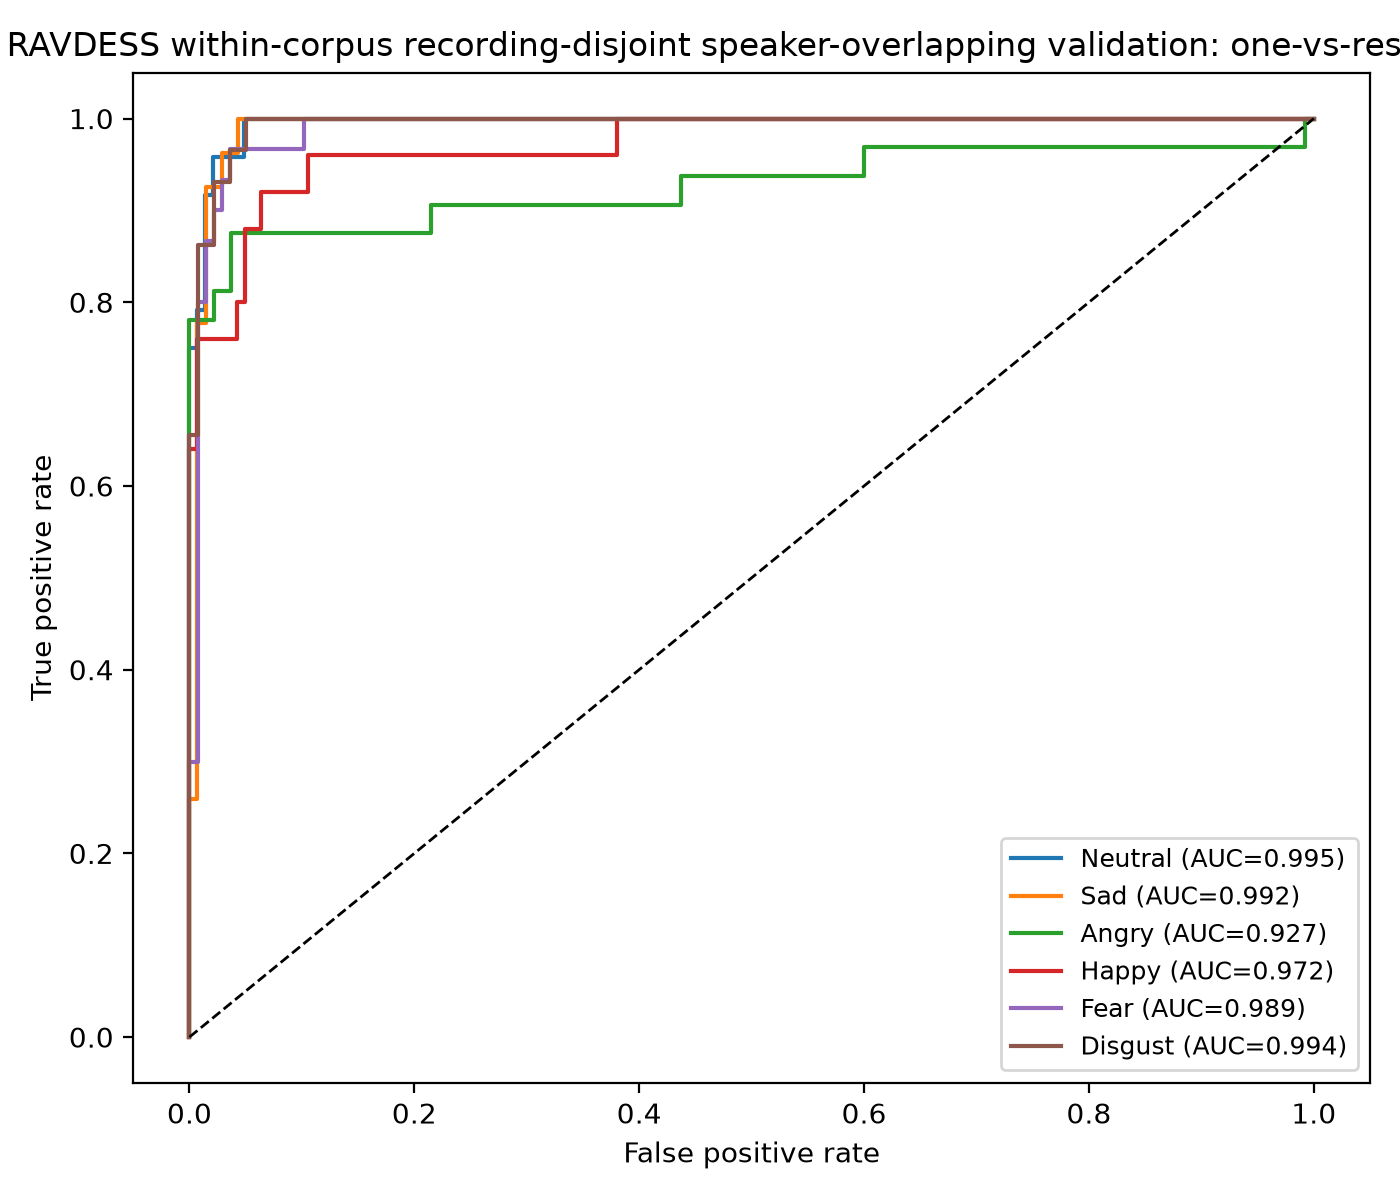 RAVDESS within-corpus recording-disjoint speaker-overlapping validation: one-vs-res
1.0
0.8
0.6
0.4
0.2
0.0
True positive rate
0.0 0.2 0.4 0.6 0.8 1.0
False positive rate
Neutral (AUC=0.995)
Sad (AUC=0.992)
Angry (AUC=0.927)
Happy (AUC=0.972)
Fear (AUC=0.989)
Disgust (AUC=0.994)